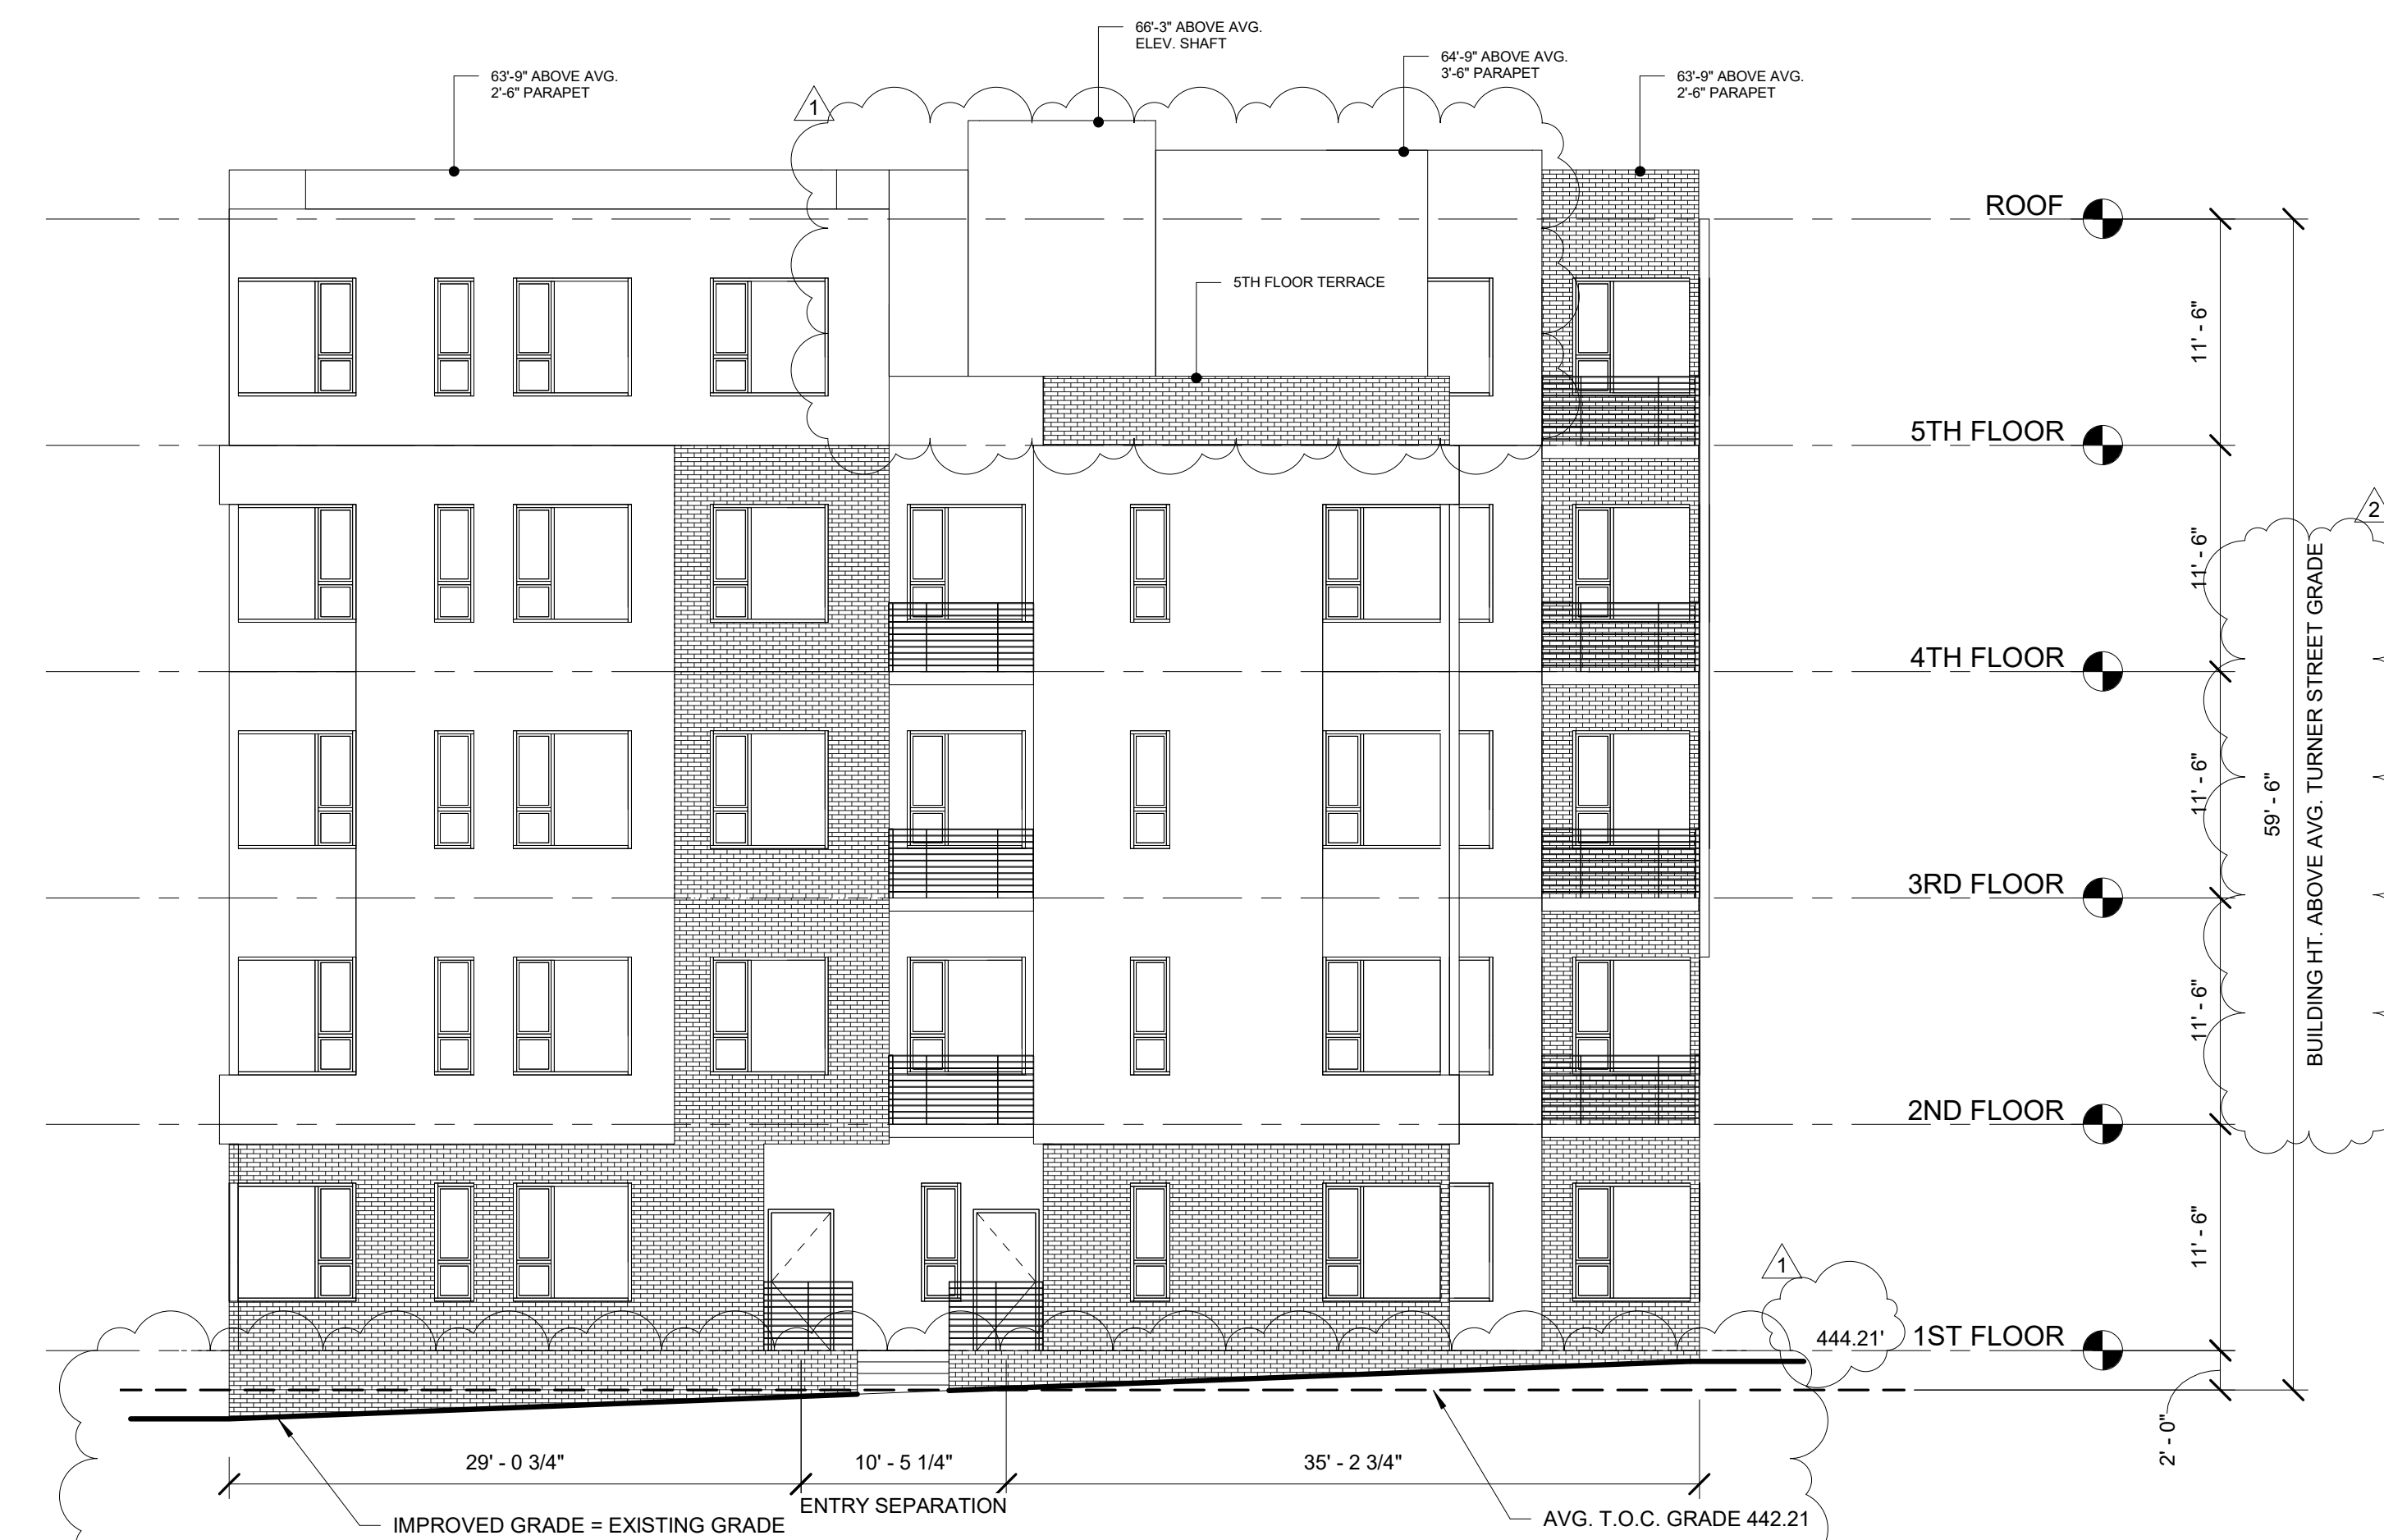 66'-3" ABOVE AVG.
ELEV. SHAFT
63'-9" ABOVE AVG.
2'-6" PARAPET
64'-9" ABOVE AVG.
3'-6" PARAPET
63'-9" ABOVE AVG.
2'-6" PARAPET
1
ROOF
5TH FLOOR TERRACE
11' - 6"
5TH FLOOR
2
11' - 6"
BUILDING HT. ABOVE AVG. TURNER STREET GRADE
4TH FLOOR
11' - 6"
59' - 6"
3RD FLOOR
11' - 6"
2ND FLOOR
11' - 6"
1
444.21'
1ST FLOOR
2' - 0"
29' - 0 3/4"
10' - 5 1/4"
35' - 2 3/4"
ENTRY SEPARATION
IMPROVED GRADE = EXISTING GRADE
AVG. T.O.C. GRADE 442.21